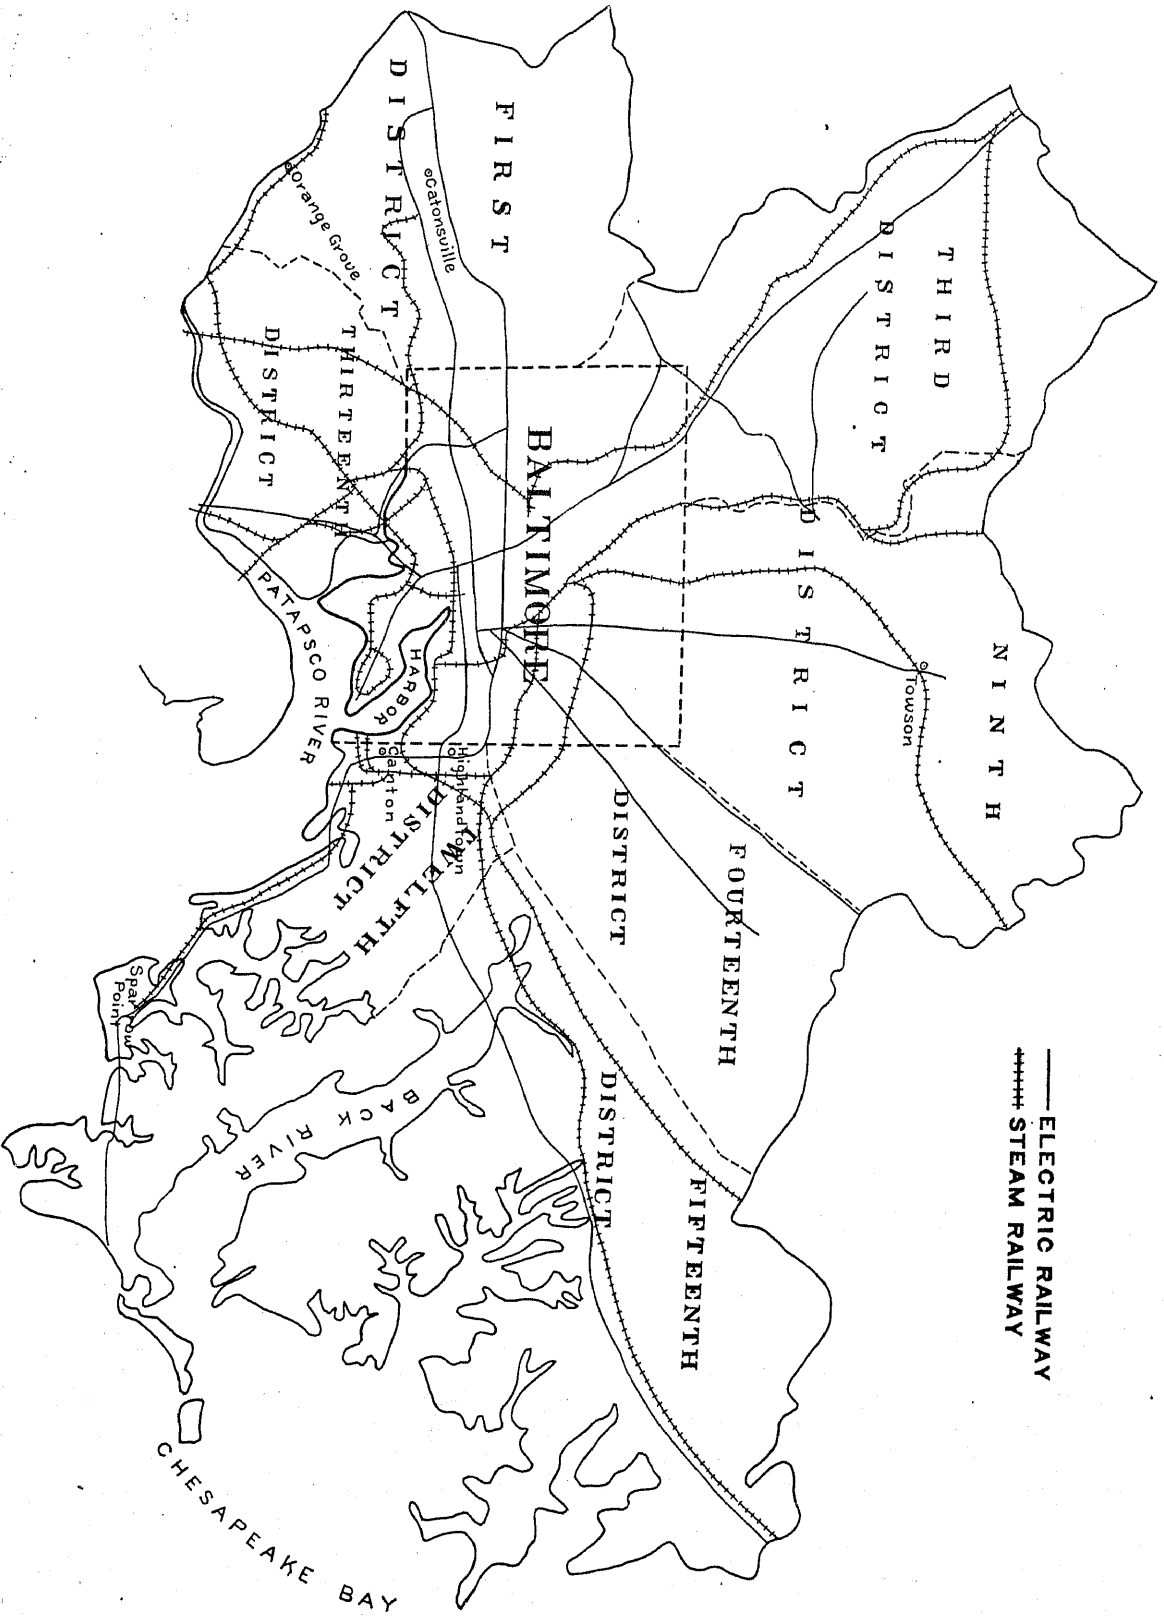 ELECTRIC RAILWAY
STEAM RAILWAY
NINTH
DISTRICT
THIRD
DISTRICT
Towson
FOURTEENTH
DISTRICT
FIFTEENTH
DISTRICT
FIRST
DISTRICT
Catonsville
Orange Grove
BALTIMORE
THIRTEENTH
DISTRICT
HARBOR
Highlandtown
Canton
TWELFTH
DISTRICT
PATAPSCO RIVER
BACK RIVER
Sparrow
Point
CHESAPEAKE BAY